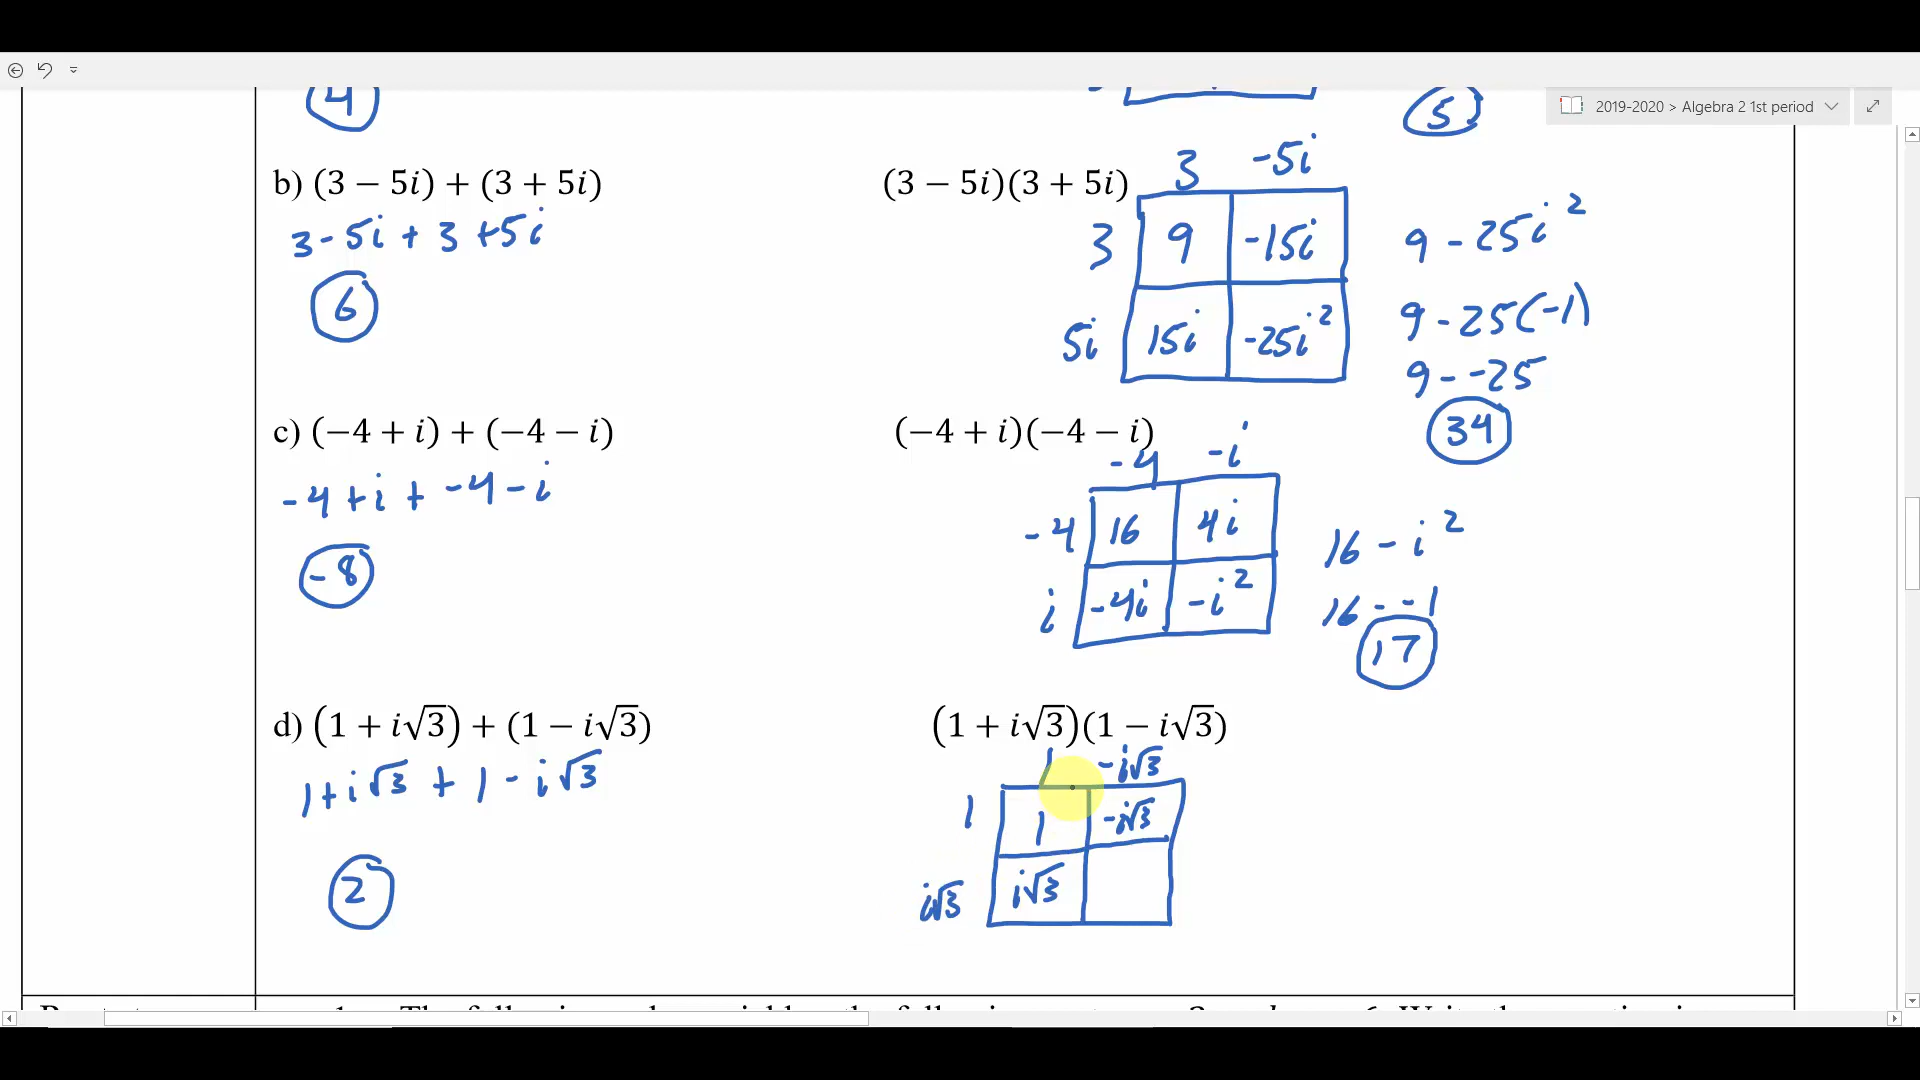 2019-2020 > Algebra 2 1st period
4
5
b) (3 − 5i) + (3 + 5i)
3 - 5i + 3 + 5i
6
(3 − 5i)(3 + 5i)
3 -5i
3 9 -15i
5i 15i -25i²
9 - 25i²
9 - 25(-1)
9 - -25
34
c) (−4 + i) + (−4 − i)
-4 + i + -4 - i
-8
(−4 + i)(−4 − i)
-4 -i
-4 16 4i
i -4i -i²
16 - i²
16 - -1
17
d) (1 + i√3) + (1 − i√3)
1 + i√3 + 1 - i√3
2
(1 + i√3)(1 − i√3)
1 -i√3
1 1 -i√3
i√3 i√3